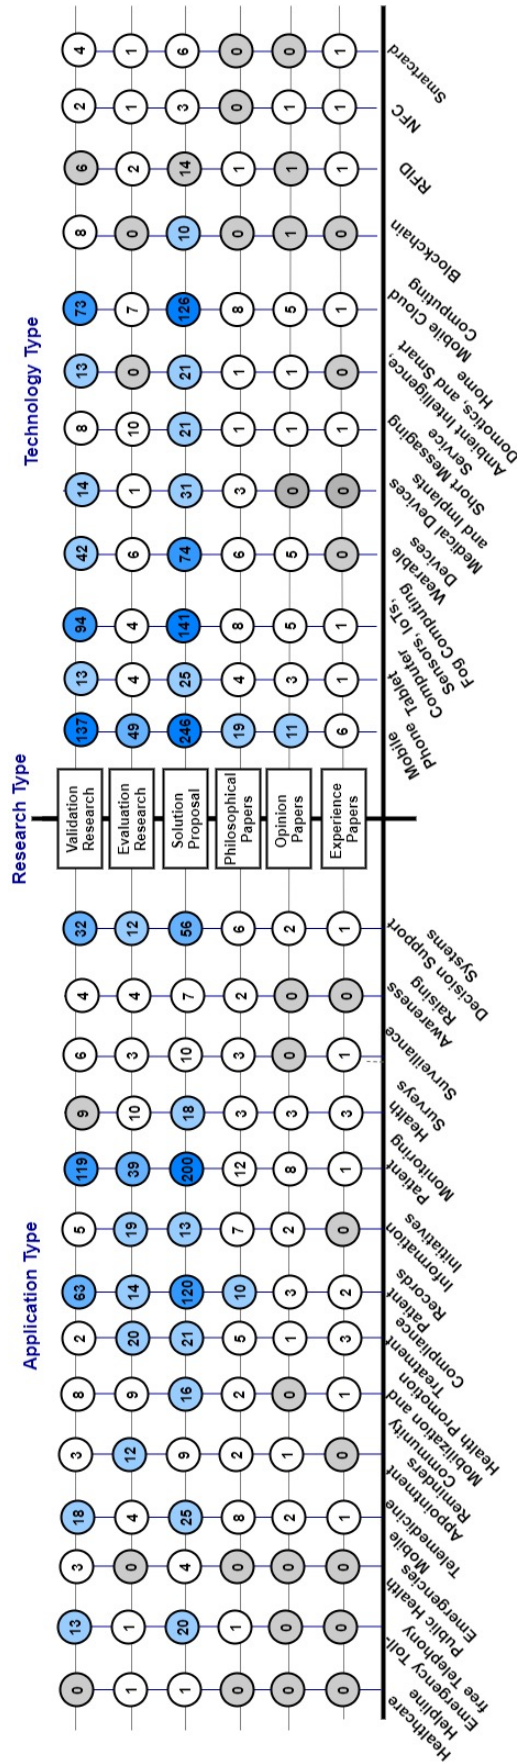 Application Type
Research Type
Technology Type
0 13 3 18 3 8 2 63 5 119 9 6 4 32
Validation
Research
137 13 94 42 14 8 13 73 8 6 2 4
1 1 0 4 12 9 20 14 19 39 10 3 4 12
Evaluation
Research
49 4 4 6 1 10 0 7 0 2 1 1
1 20 4 25 9 16 21 120 13 200 18 10 7 56
Solution
Proposal
246 25 141 74 31 21 21 126 10 14 3 6
0 1 0 8 2 2 5 10 7 12 3 3 2 6
Philosophical
Papers
19 4 8 6 3 1 1 8 0 1 0 0
0 0 0 2 1 0 1 3 2 8 3 0 0 2
Opinion
Papers
11 3 5 5 0 1 1 5 1 1 1 0
0 0 0 1 0 1 3 2 0 1 3 1 0 1
Experience
Papers
6 1 1 0 0 1 0 1 0 1 1 1
Healthcare
Helpline
Emergency Toll-
free Telephony
Public Health
Emergencies
Mobile
Telemedicine
Appointment
Reminders
Community
Mobilization and
Health Promotion
Treatment
Compliance
Patient
Records
Information
Initiatives
Patient
Monitoring
Health
Surveys
Surveillance
Awareness
Raising
Decision Support
Systems
Mobile
Phone
Tablet
Computer
Sensors, IoTs,
Fog Computing
Wearable
Devices
Medical Devices
and Implants
Short Messaging
Service
Ambient Intelligence,
Domotics, and Smart
Home
Mobile Cloud
Computing
Blockchain
RFID
NFC
Smartcard